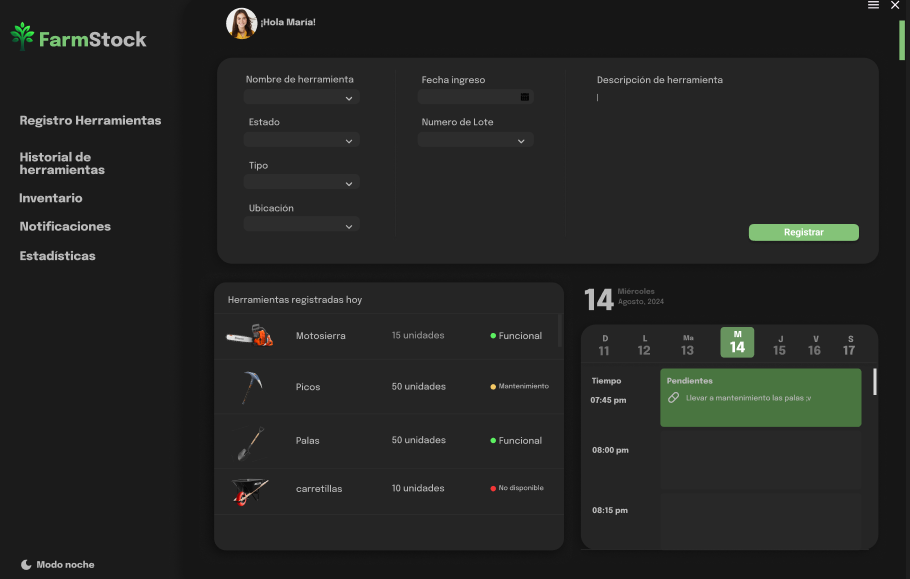 FarmStock
¡Hola María!
Registro Herramientas
Historial de
herramientas
Inventario
Notificaciones
Estadísticas
Modo noche
Nombre de herramienta
Estado
Tipo
Ubicación
Fecha ingreso
Numero de Lote
Descripción de herramienta
Registrar
Herramientas registradas hoy
Motosierra 15 unidades Funcional
Picos 50 unidades Mantenimiento
Palas 50 unidades Funcional
carretillas 10 unidades No disponible
14 Miércoles
Agosto, 2024
D L Ma M J V S
11 12 13 14 15 16 17
Tiempo
Pendientes
07:45 pm
Llevar a mantenimiento las palas ;v
08:00 pm
08:15 pm